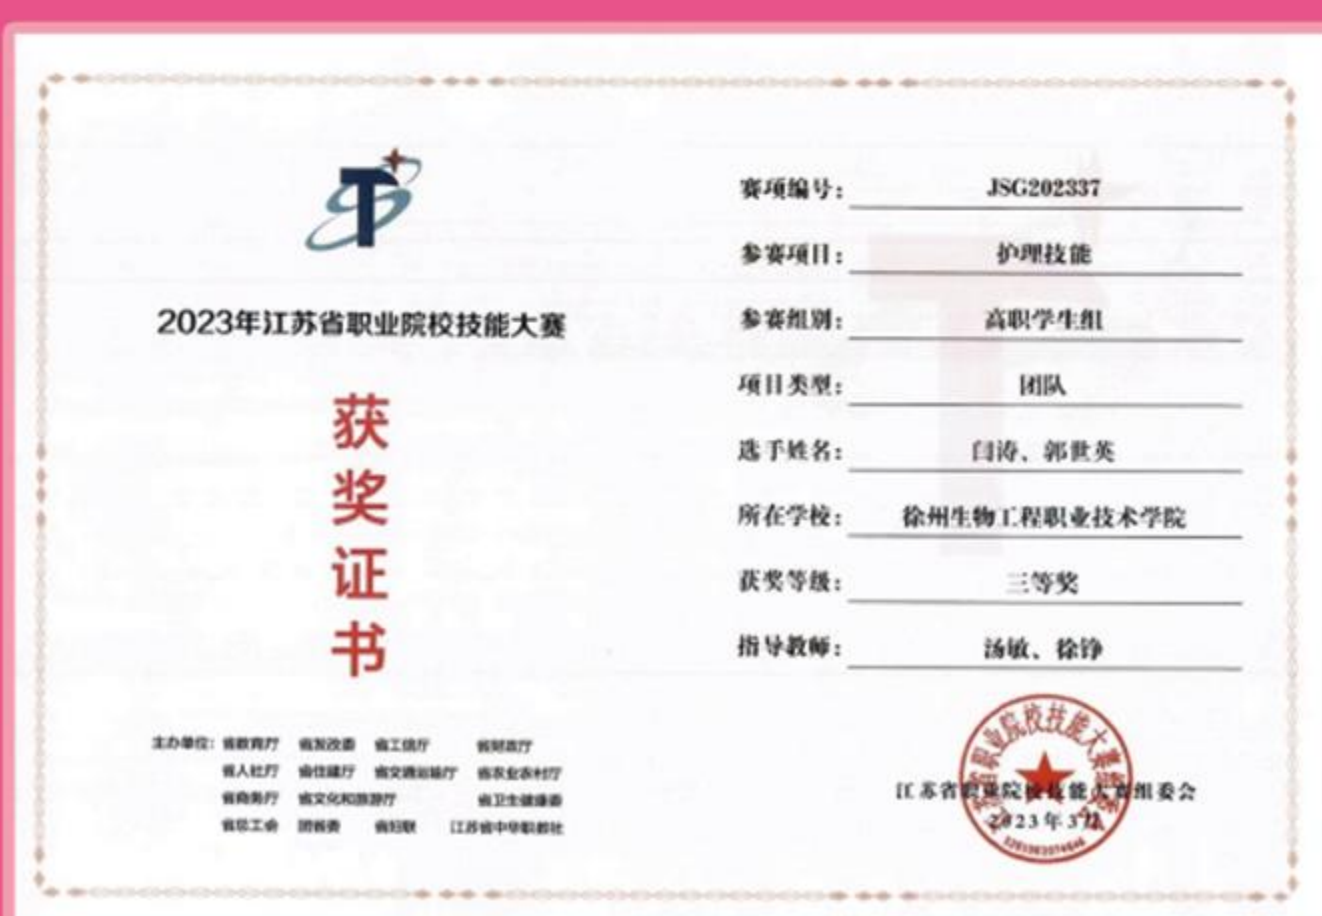 2023年江苏省职业院校技能大赛
获
奖
证
书
主办单位：省教育厅 省发改委 省工信厅 省财政厅
省人社厅 省住建厅 省交通运输厅 省农业农村厅
省商务厅 省文化和旅游厅 省卫生健康委
省总工会 团省委 省妇联 江苏省中华职教社
赛项编号：JSG202337
参赛项目：护理技能
参赛组别：高职学生组
项目类型：团队
选手姓名：闫涛、郭世英
所在学校：徐州生物工程职业技术学院
获奖等级：三等奖
指导教师：汤敏、徐铮
江苏省职业院校技能大赛组委会
2023年3月